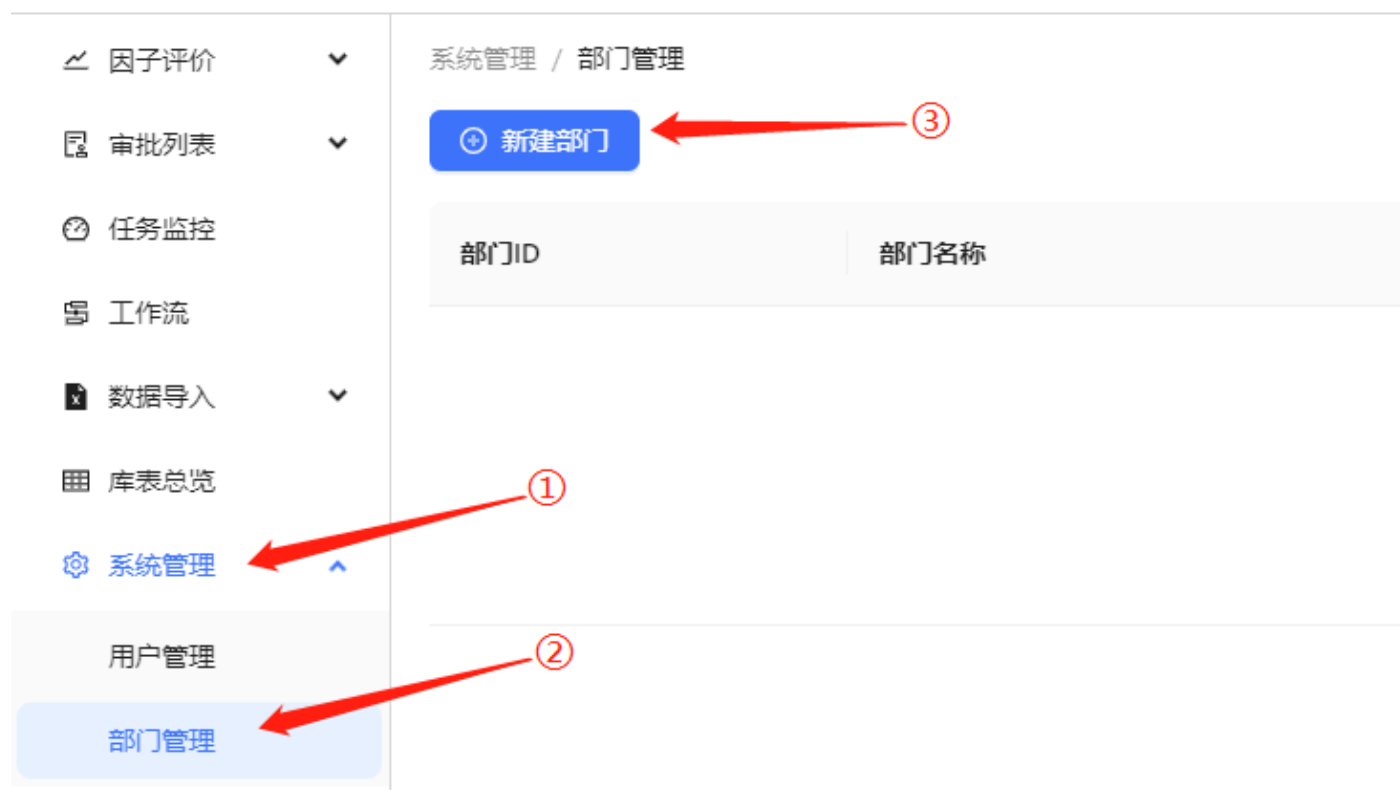 因子评价
审批列表
任务监控
工作流
数据导入
库表总览
系统管理
用户管理
部门管理
系统管理 / 部门管理
新建部门
③
部门ID
部门名称
①
②